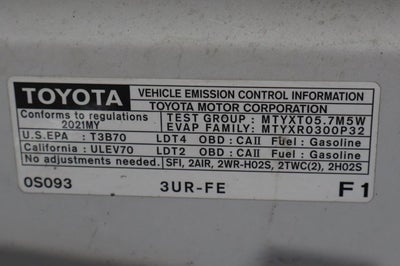 TOYOTA VEHICLE EMISSION CONTROL INFORMATION
TOYOTA MOTOR CORPORATION
Conforms to regulations TEST GROUP : MTYXT05.7M5W
2021MY EVAP FAMILY: MTYXR0300P32
U.S.EPA : T3B70 LDT4 OBD : CAII Fuel : Gasoline
California : ULEV70 LDT2 OBD : CAII Fuel : Gasoline
No adjustments needed. SFI, 2AIR, 2WR-HO2S, 2TWC(2), 2HO2S
0S093 3UR-FE F1